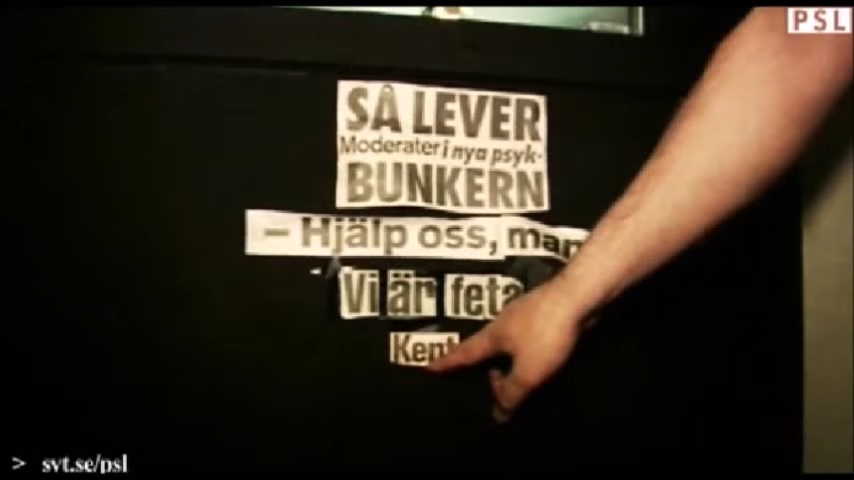 PSL
SÅ LEVER
Moderater i nya psyk-
BUNKERN
– Hjälp oss, man
Vi är feta
Kent
> svt.se/psl